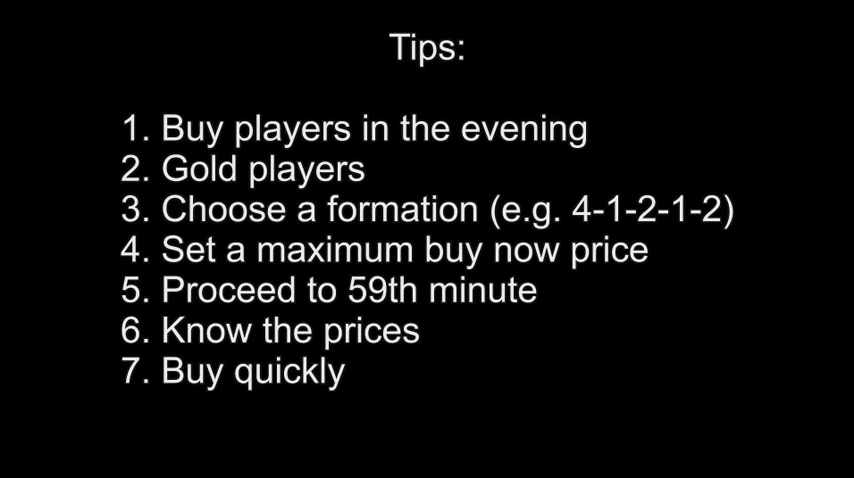 Tips:
1. Buy players in the evening
2. Gold players
3. Choose a formation (e.g. 4-1-2-1-2)
4. Set a maximum buy now price
5. Proceed to 59th minute
6. Know the prices
7. Buy quickly